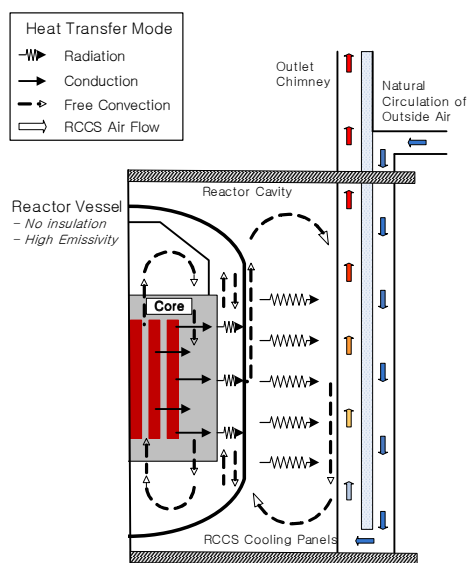 Heat Transfer Mode
Radiation
Conduction
Free Convection
RCCS Air Flow
Outlet
Chimney
Natural
Circulation of
Outside Air
Reactor Cavity
Reactor Vessel
- No insulation
- High Emissivity
Core
RCCS Cooling Panels